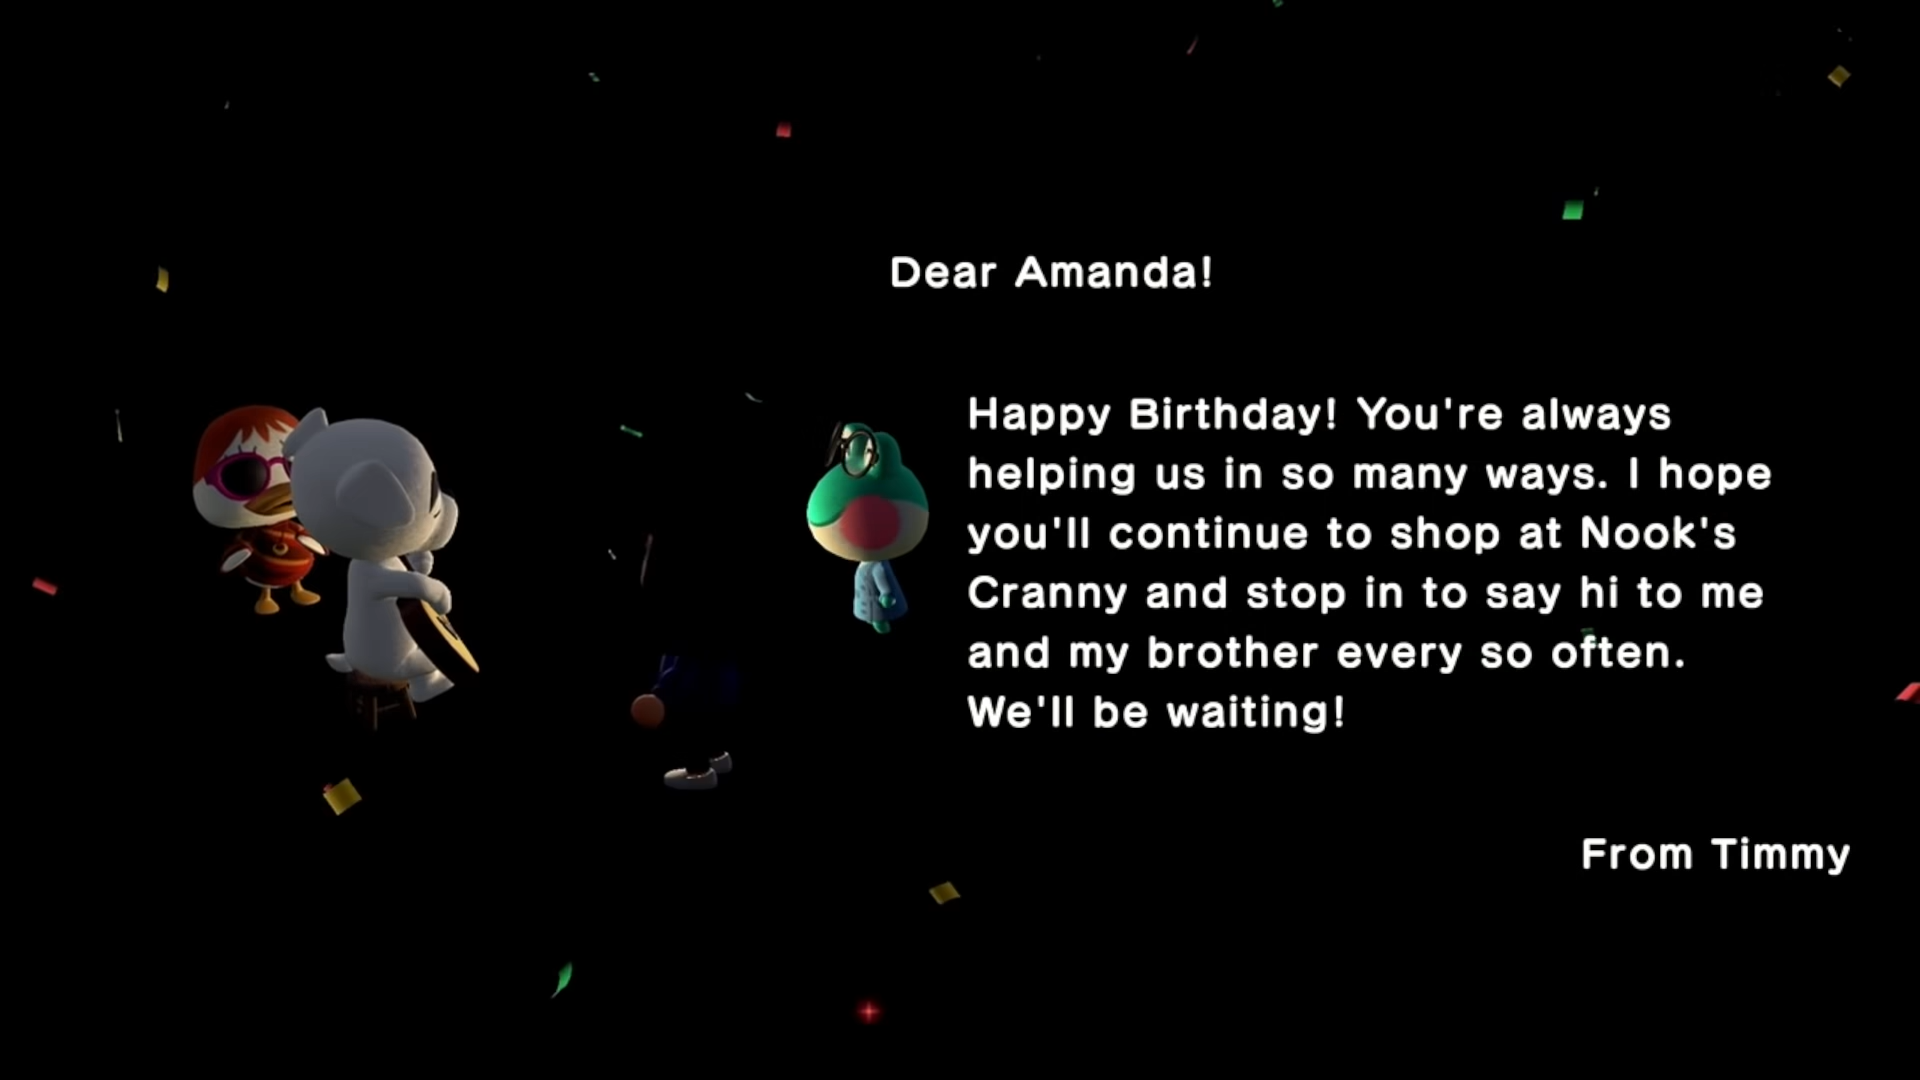 Dear Amanda!
Happy Birthday! You're always
helping us in so many ways. I hope
you'll continue to shop at Nook's
Cranny and stop in to say hi to me
and my brother every so often.
We'll be waiting!
From Timmy